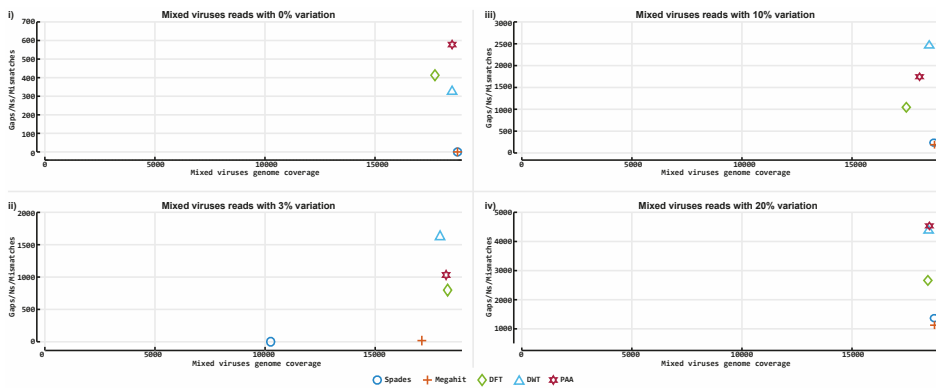 i)
Mixed viruses reads with 0% variation
Gaps/Ns/Mismatches
700
600
500
400
300
200
100
0
0 5000 10000 15000
Mixed viruses genome coverage
iii)
Mixed viruses reads with 10% variation
Gaps/Ns/Mismatches
3000
2500
2000
1500
1000
500
0
0 5000 10000 15000
Mixed viruses genome coverage
ii)
Mixed viruses reads with 3% variation
Gaps/Ns/Mismatches
2000
1500
1000
500
0
0 5000 10000 15000
Mixed viruses genome coverage
iv)
Mixed viruses reads with 20% variation
Gaps/Ns/Mismatches
5000
4000
3000
2000
1000
0 5000 10000 15000
Mixed viruses genome coverage
Spades Megahit DFT DWT PAA